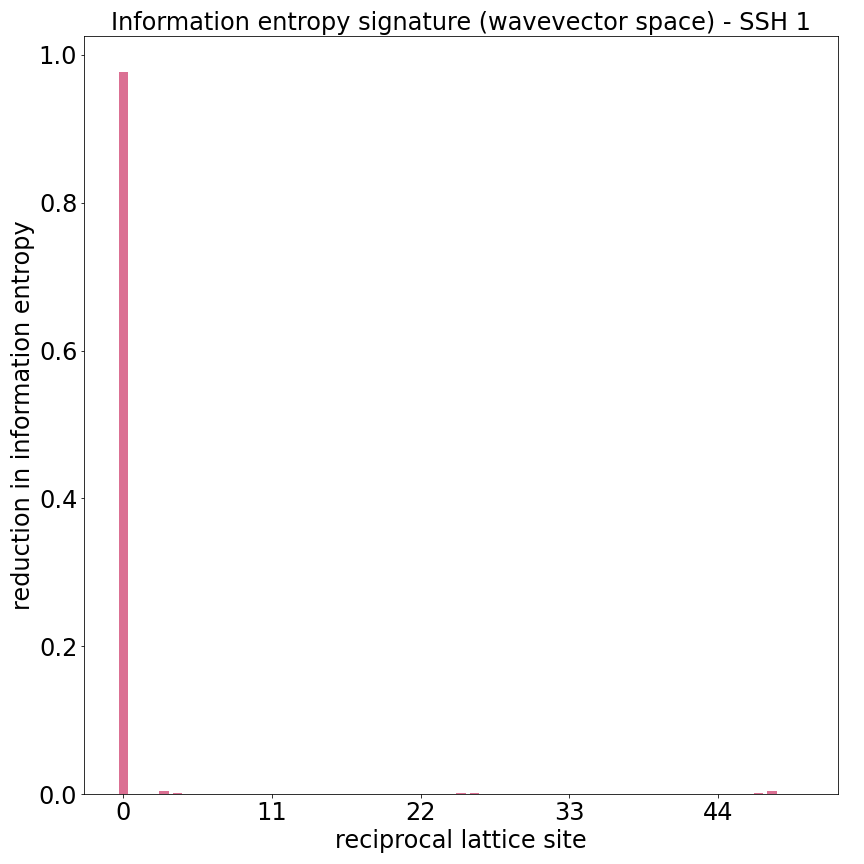 Information entropy signature (wavevector space) - SSH 1
1.0
0.8
0.6
0.4
0.2
0.0
reduction in information entropy
0 11 22 33 44
reciprocal lattice site